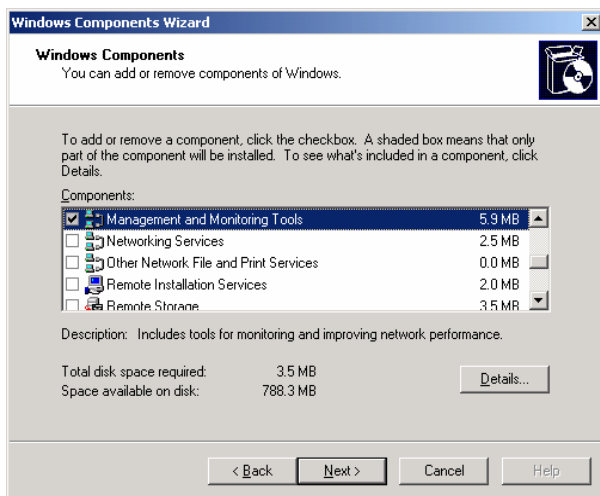 Windows Components Wizard
Windows Components
You can add or remove components of Windows.
To add or remove a component, click the checkbox. A shaded box means that only
part of the component will be installed. To see what's included in a component, click
Details.
Components:
Management and Monitoring Tools 5.9 MB
Networking Services 2.5 MB
Other Network File and Print Services 0.0 MB
Remote Installation Services 2.0 MB
Remote Storage 3.5 MB
Description: Includes tools for monitoring and improving network performance.
Total disk space required: 3.5 MB
Space available on disk: 788.3 MB
Details...
< Back Next > Cancel Help